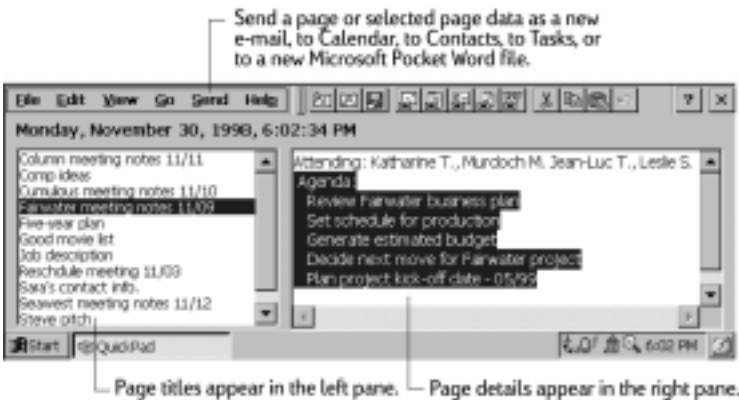 Send a page or selected page data as a new
e-mail, to Calendar, to Contacts, to Tasks, or
to a new Microsoft Pocket Word file.
File Edit View Go Send Help ? ×
Monday, November 30, 1998, 6:02:34 PM
Column meeting notes 11/11
Comp ideas
Cumulous meeting notes 11/10
Fairwater meeting notes 11/09
Five-year plan
Good movie list
Job description
Reschdule meeting 11/03
Sara's contact info.
Seawest meeting notes 11/12
Steve pitch
Attending: Katharine T., Murdoch M. Jean-Luc T., Leslie S.
Agenda:
Review Fairwater business plan
Set schedule for production
Generate estimated budget
Decide next move for Fairwater project
Plan project kick-off date - 05/99
Start QuickPad 6:02 PM
Page titles appear in the left pane. Page details appear in the right pane.